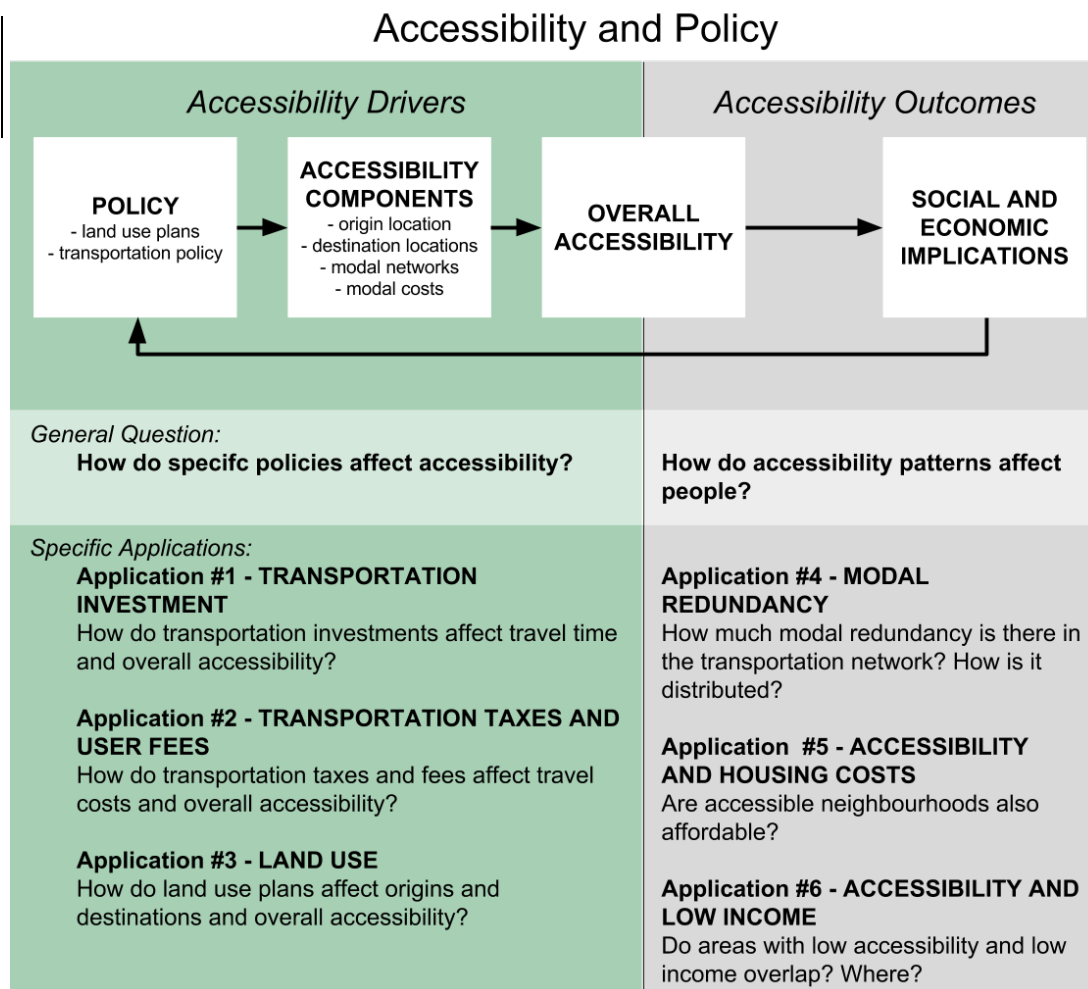 Accessibility and Policy
Accessibility Drivers
Accessibility Outcomes
POLICY
- land use plans
- transportation policy
ACCESSIBILITY
COMPONENTS
- origin location
- destination locations
- modal networks
- modal costs
OVERALL
ACCESSIBILITY
SOCIAL AND
ECONOMIC
IMPLICATIONS
General Question:
How do specifc policies affect accessibility?
How do accessibility patterns affect
people?
Specific Applications:
Application #1 - TRANSPORTATION
INVESTMENT
How do transportation investments affect travel time
and overall accessibility?
Application #2 - TRANSPORTATION TAXES AND
USER FEES
How do transportation taxes and fees affect travel
costs and overall accessibility?
Application #3 - LAND USE
How do land use plans affect origins and
destinations and overall accessibility?
Application #4 - MODAL
REDUNDANCY
How much modal redundancy is there in
the transportation network? How is it
distributed?
Application #5 - ACCESSIBILITY
AND HOUSING COSTS
Are accessible neighbourhoods also
affordable?
Application #6 - ACCESSIBILITY AND
LOW INCOME
Do areas with low accessibility and low
income overlap? Where?